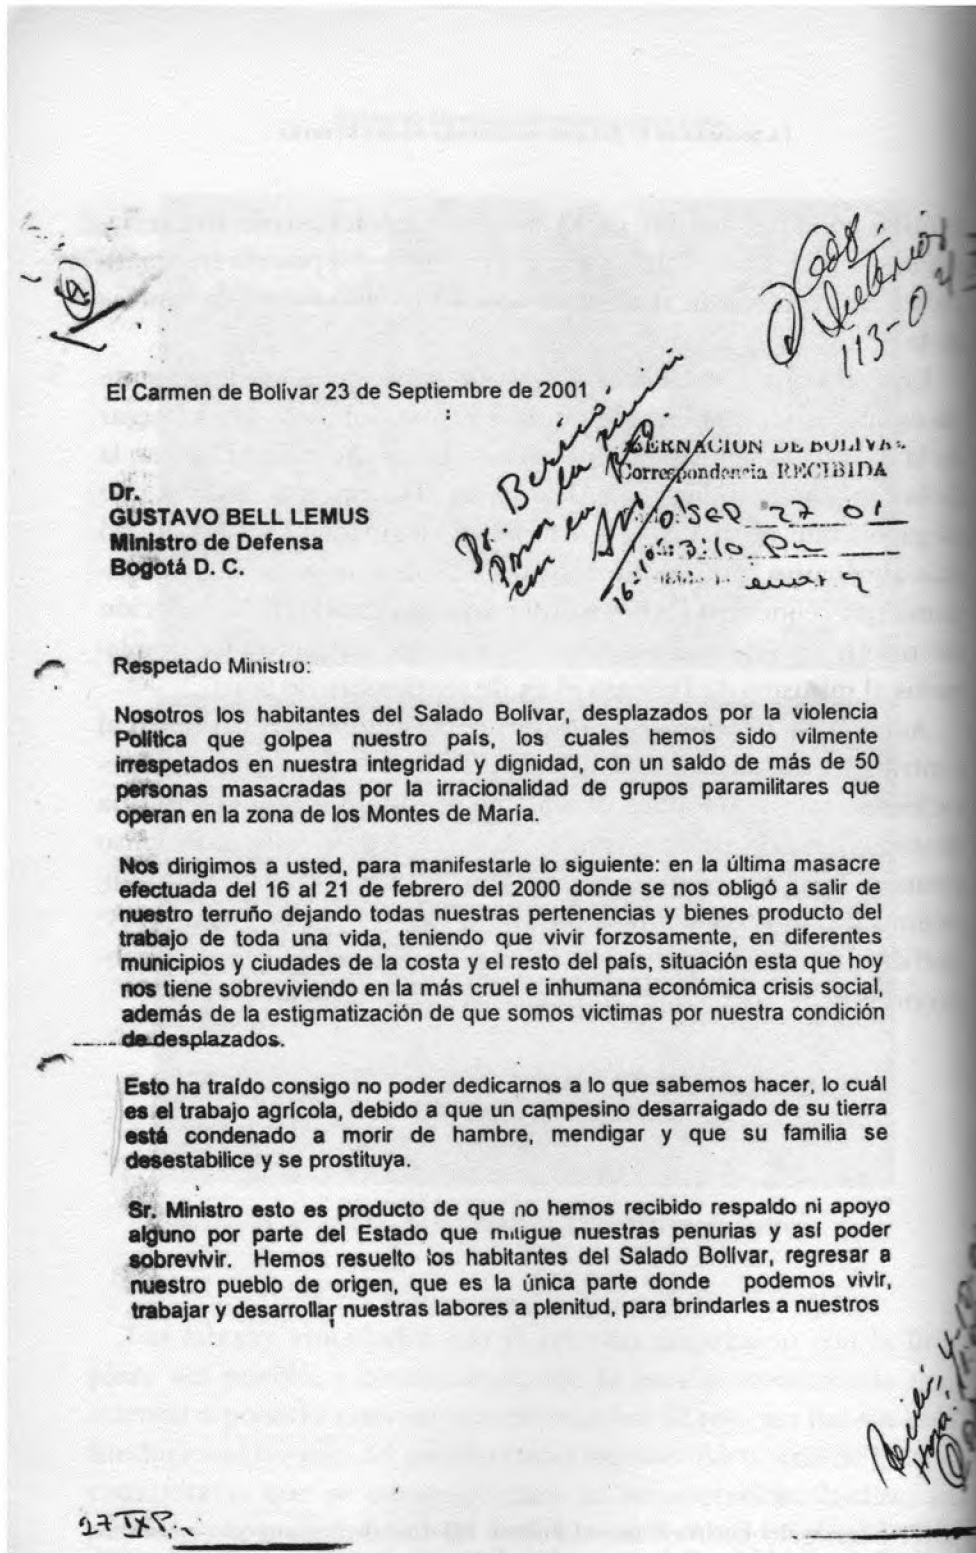 El Carmen de Bolívar 23 de Septiembre de 2001
Dr.
GUSTAVO BELL LEMUS
Ministro de Defensa
Bogotá D. C.
Dr. Berrío,
BERNACION DE BOLIVA
Correspondencia RECIBIDA
SEP 27 01
3:10 Pm
113-0
Respetado Ministro:
Nosotros los habitantes del Salado Bolívar, desplazados por la violencia
Política que golpea nuestro país, los cuales hemos sido vilmente
irrespetados en nuestra integridad y dignidad, con un saldo de más de 50
personas masacradas por la irracionalidad de grupos paramilitares que
operan en la zona de los Montes de María.
Nos dirigimos a usted, para manifestarle lo siguiente: en la última masacre
efectuada del 16 al 21 de febrero del 2000 donde se nos obligó a salir de
nuestro terruño dejando todas nuestras pertenencias y bienes producto del
trabajo de toda una vida, teniendo que vivir forzosamente, en diferentes
municipios y ciudades de la costa y el resto del país, situación esta que hoy
nos tiene sobreviviendo en la más cruel e inhumana económica crisis social,
además de la estigmatización de que somos victimas por nuestra condición
de desplazados.
Esto ha traído consigo no poder dedicarnos a lo que sabemos hacer, lo cuál
es el trabajo agrícola, debido a que un campesino desarraigado de su tierra
está condenado a morir de hambre, mendigar y que su familia se
desestabilice y se prostituya.
Sr. Ministro esto es producto de que no hemos recibido respaldo ni apoyo
alguno por parte del Estado que mitigue nuestras penurias y así poder
sobrevivir. Hemos resuelto los habitantes del Salado Bolívar, regresar a
nuestro pueblo de origen, que es la única parte donde podemos vivir,
trabajar y desarrollar nuestras labores a plenitud, para brindarles a nuestros
Recibí,
Hora: